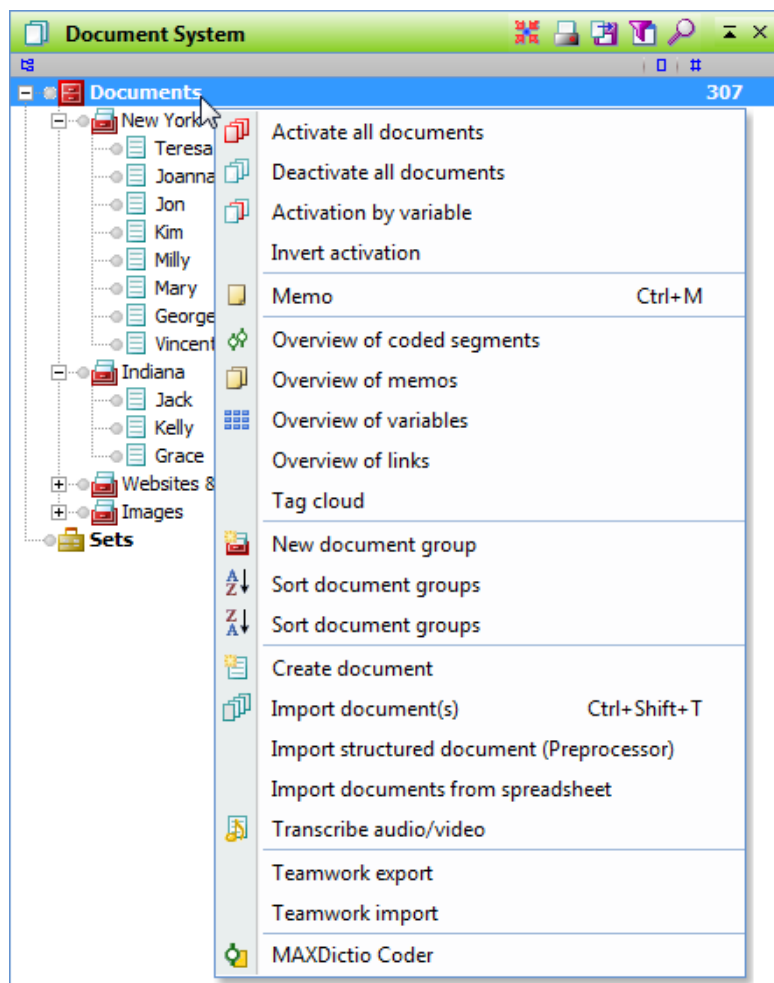 Document System
Documents 307
New York
Teresa
Joanna
Jon
Kim
Milly
Mary
George
Vincent
Indiana
Jack
Kelly
Grace
Websites &
Images
Sets
Activate all documents
Deactivate all documents
Activation by variable
Invert activation
Memo Ctrl+M
Overview of coded segments
Overview of memos
Overview of variables
Overview of links
Tag cloud
New document group
Sort document groups
Sort document groups
Create document
Import document(s) Ctrl+Shift+T
Import structured document (Preprocessor)
Import documents from spreadsheet
Transcribe audio/video
Teamwork export
Teamwork import
MAXDictio Coder